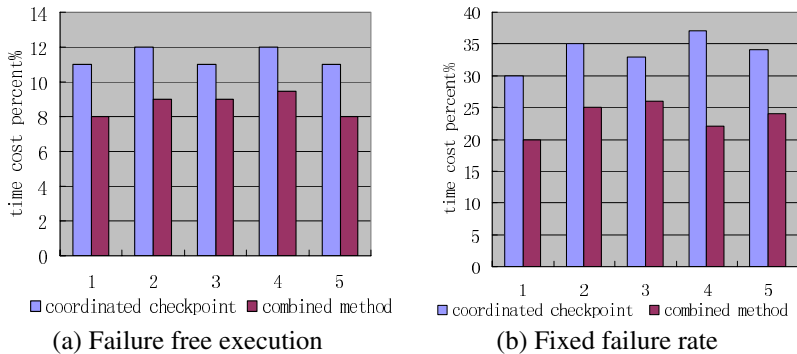 time cost percent%
14
12
10
8
6
4
2
0
1 2 3 4 5
coordinated checkpoint combined method
(a) Failure free execution
time cost percent%
40
35
30
25
20
15
10
5
0
1 2 3 4 5
coordinated checkpoint combined method
(b) Fixed failure rate